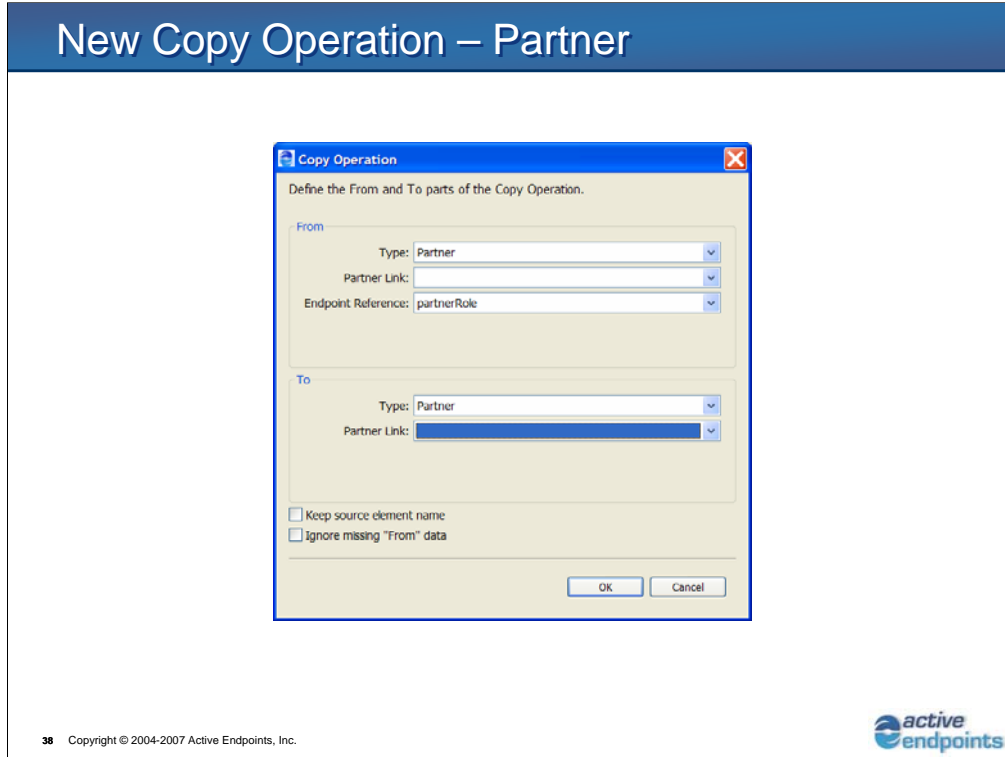 New Copy Operation – Partner
Copy Operation
Define the From and To parts of the Copy Operation.
From
Type: Partner
Partner Link:
Endpoint Reference: partnerRole
To
Type: Partner
Partner Link:
Keep source element name
Ignore missing "From" data
OK Cancel
38 Copyright © 2004-2007 Active Endpoints, Inc.
active
endpoints